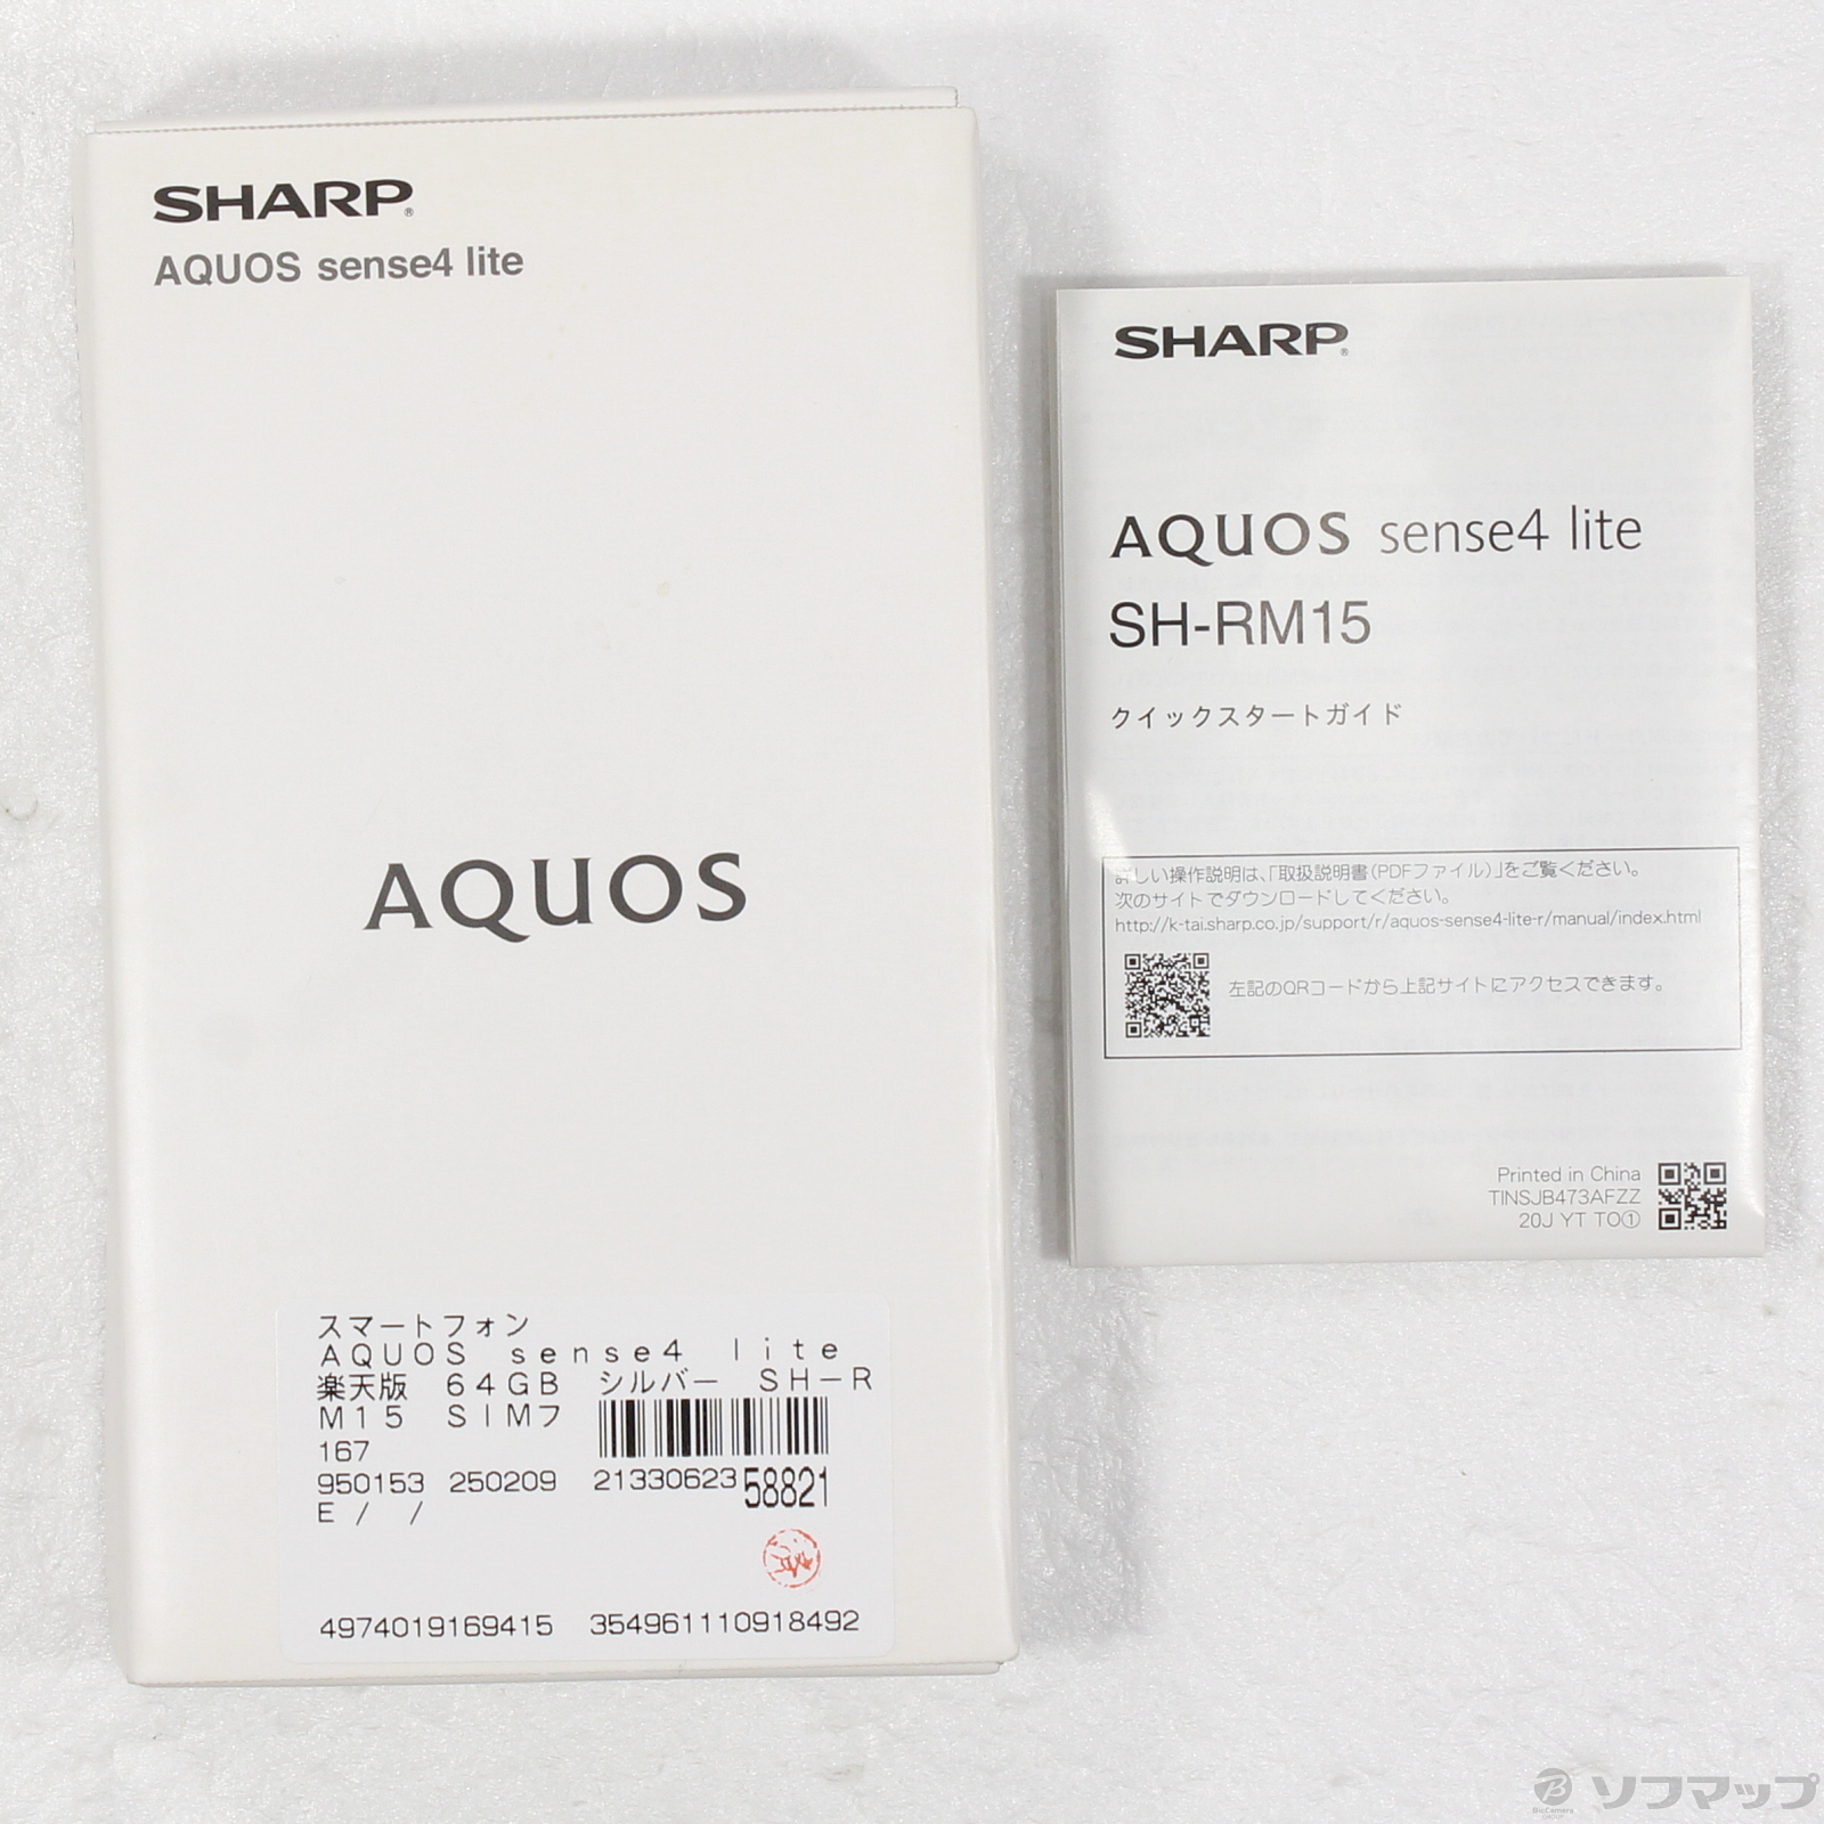 SHARP®
AQUOS sense4 lite
AQUOS
スマートフォン
AQUOS sense4 lite
楽天版 64GB シルバー SH-R
M15 SIMフ
167
950153 250209 2133062358821
E / /
4974019169415 354961110918492
SHARP®
AQUOS sense4 lite
SH-RM15
クイックスタートガイド
詳しい操作説明は、「取扱説明書(PDFファイル)」をご覧ください。
次のサイトでダウンロードしてください。
http://k-tai.sharp.co.jp/support/r/aquos-sense4-lite-r/manual/index.html
左記のQRコードから上記サイトにアクセスできます。
Printed in China
TINSJB473AFZZ
20J YT TO①
BicCamera
GROUP
ソフマップ